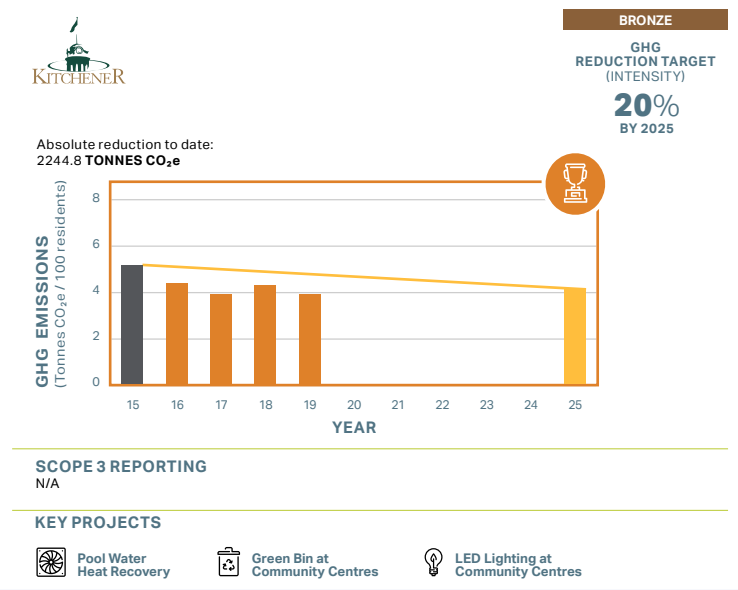 KITCHENER
BRONZE
GHG
REDUCTION TARGET
(INTENSITY)
20%
BY 2025
Absolute reduction to date:
2244.8 TONNES CO₂e
GHG EMISSIONS
(Tonnes CO₂e / 100 residents)
8
6
4
2
0
15 16 17 18 19 20 21 22 23 24 25
YEAR
SCOPE 3 REPORTING
N/A
KEY PROJECTS
Pool Water
Heat Recovery
Green Bin at
Community Centres
LED Lighting at
Community Centres